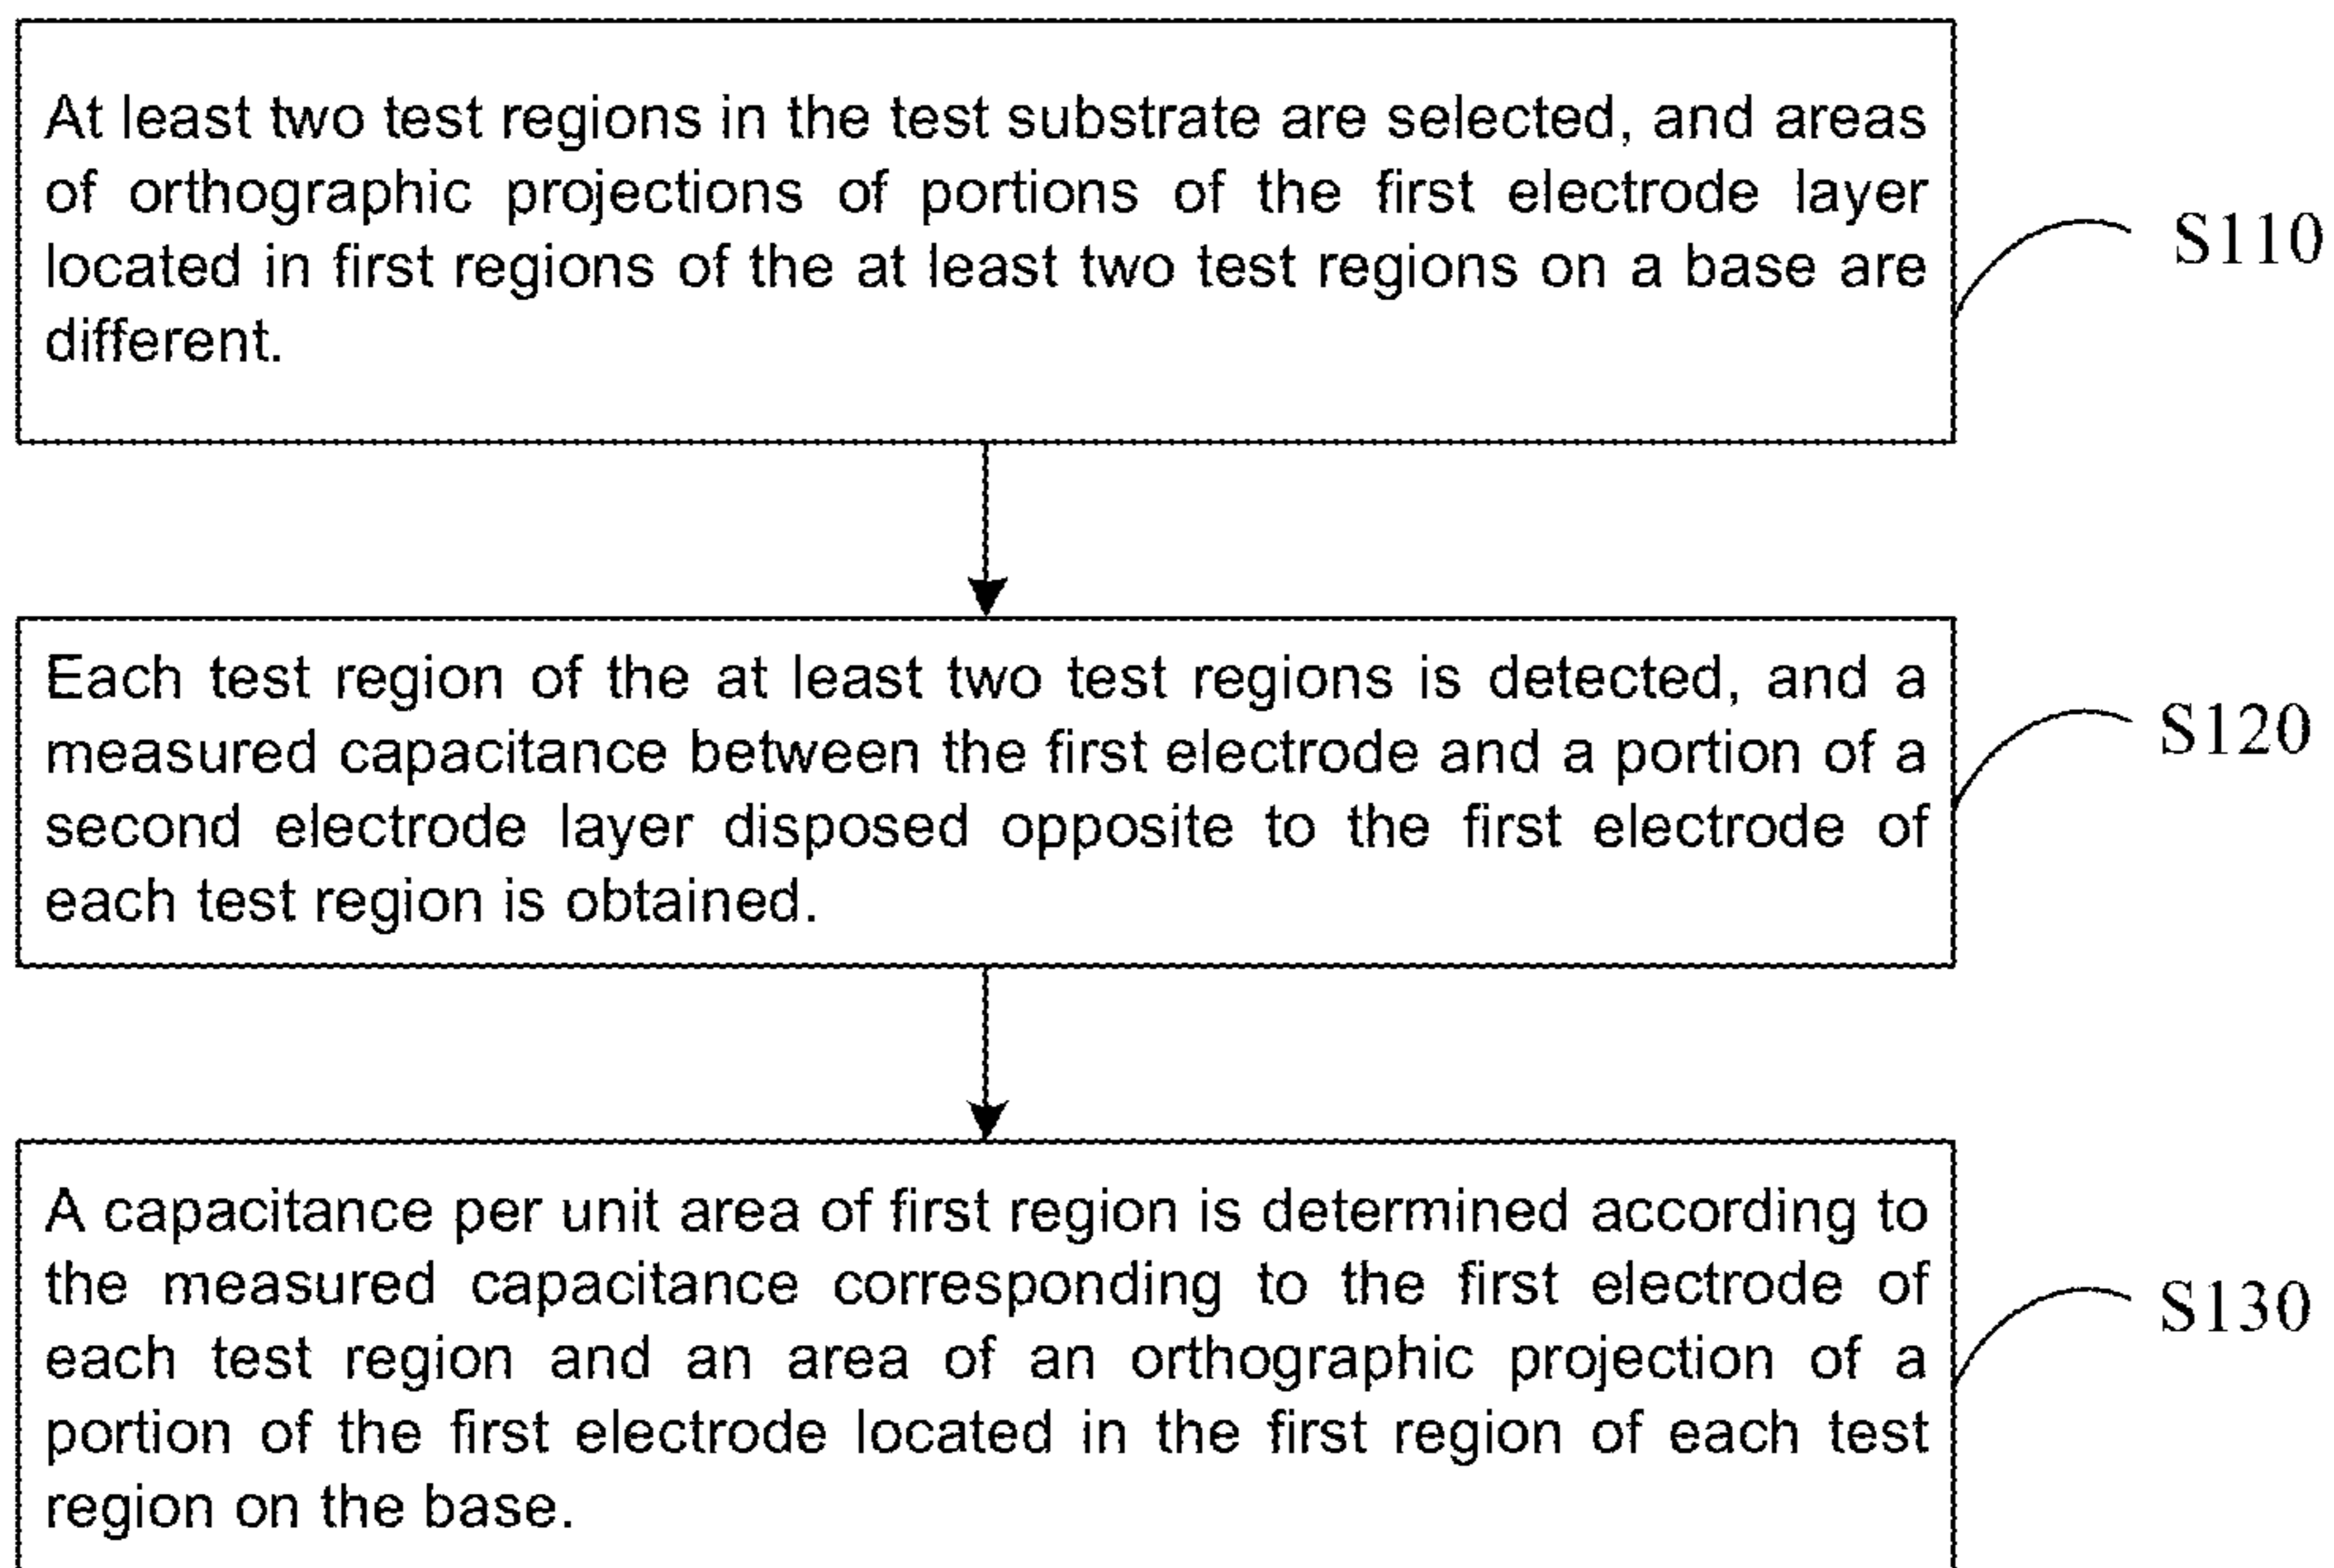 At least two test regions in the test substrate are selected, and areas
of orthographic projections of portions of the first electrode layer
located in first regions of the at least two test regions on a base are
different.
S110
Each test region of the at least two test regions is detected, and a
measured capacitance between the first electrode and a portion of a
second electrode layer disposed opposite to the first electrode of
each test region is obtained.
S120
A capacitance per unit area of first region is determined according to
the measured capacitance corresponding to the first electrode of
each test region and an area of an orthographic projection of a
portion of the first electrode located in the first region of each test
region on the base.
S130